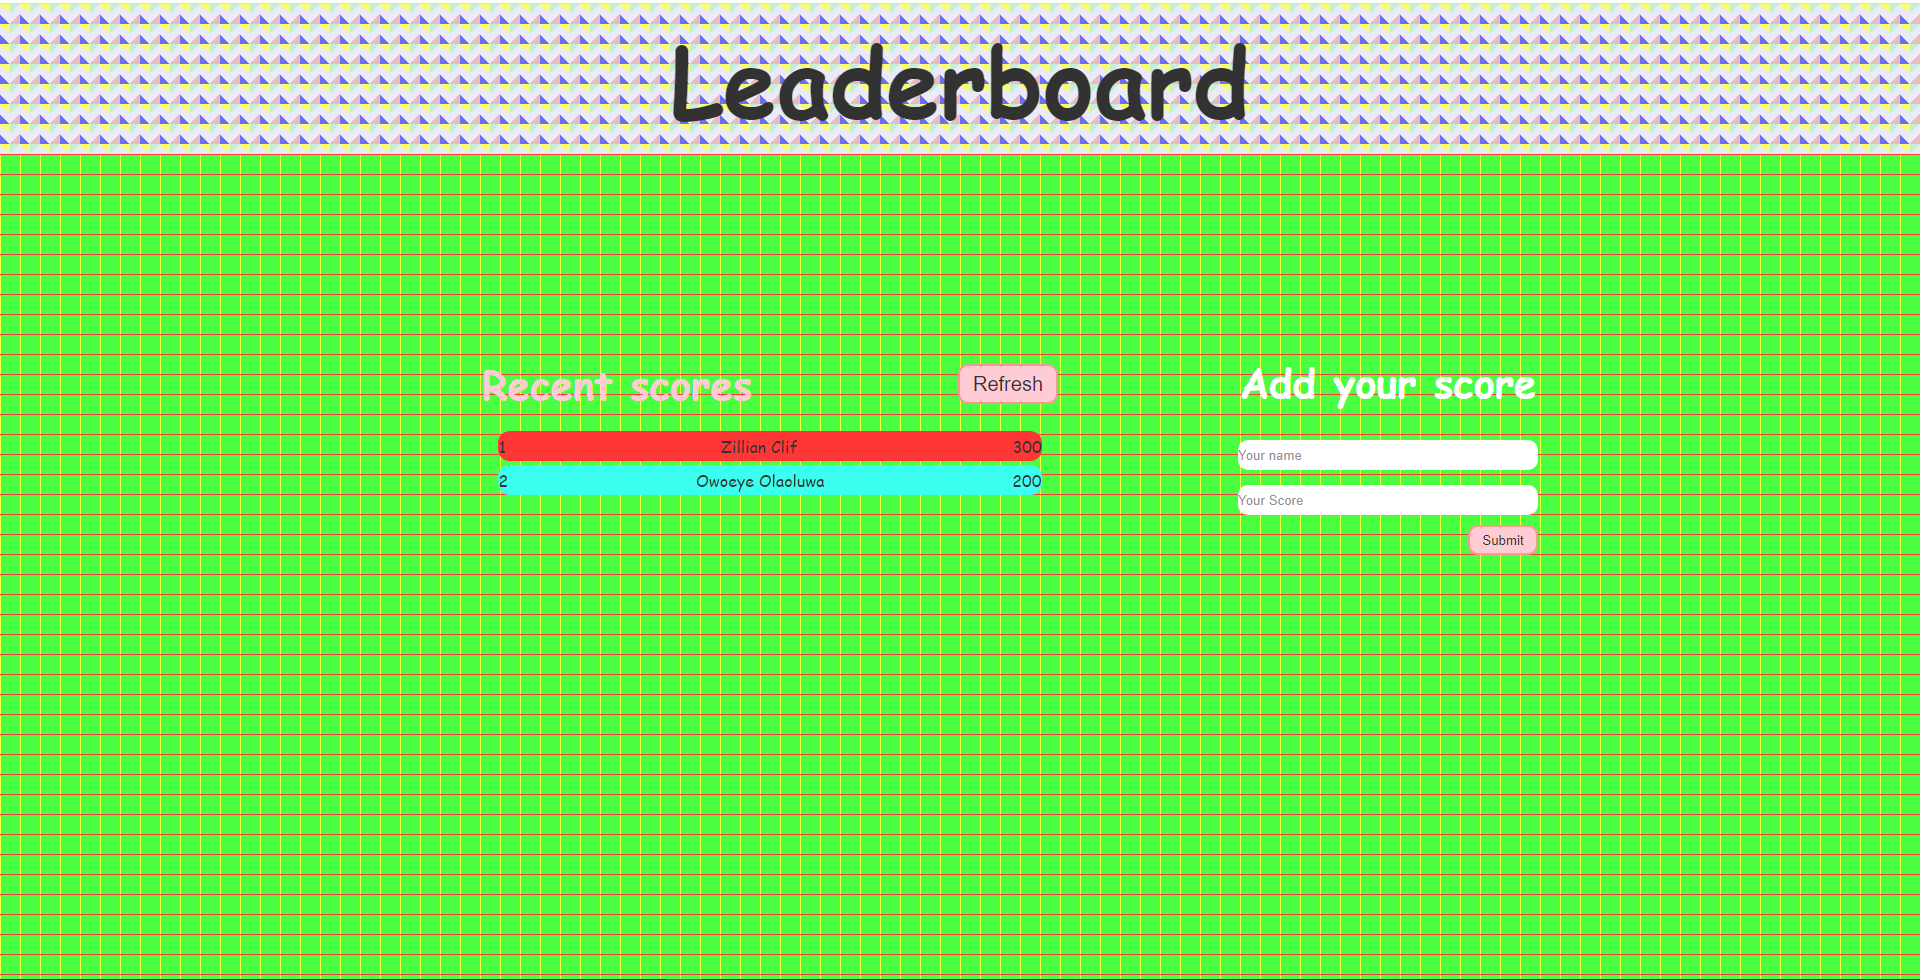 Leaderboard
Recent scores
Refresh
1 Zillian Clif 300
2 Owoeye Olaoluwa 200
Add your score
Your name
Your Score
Submit